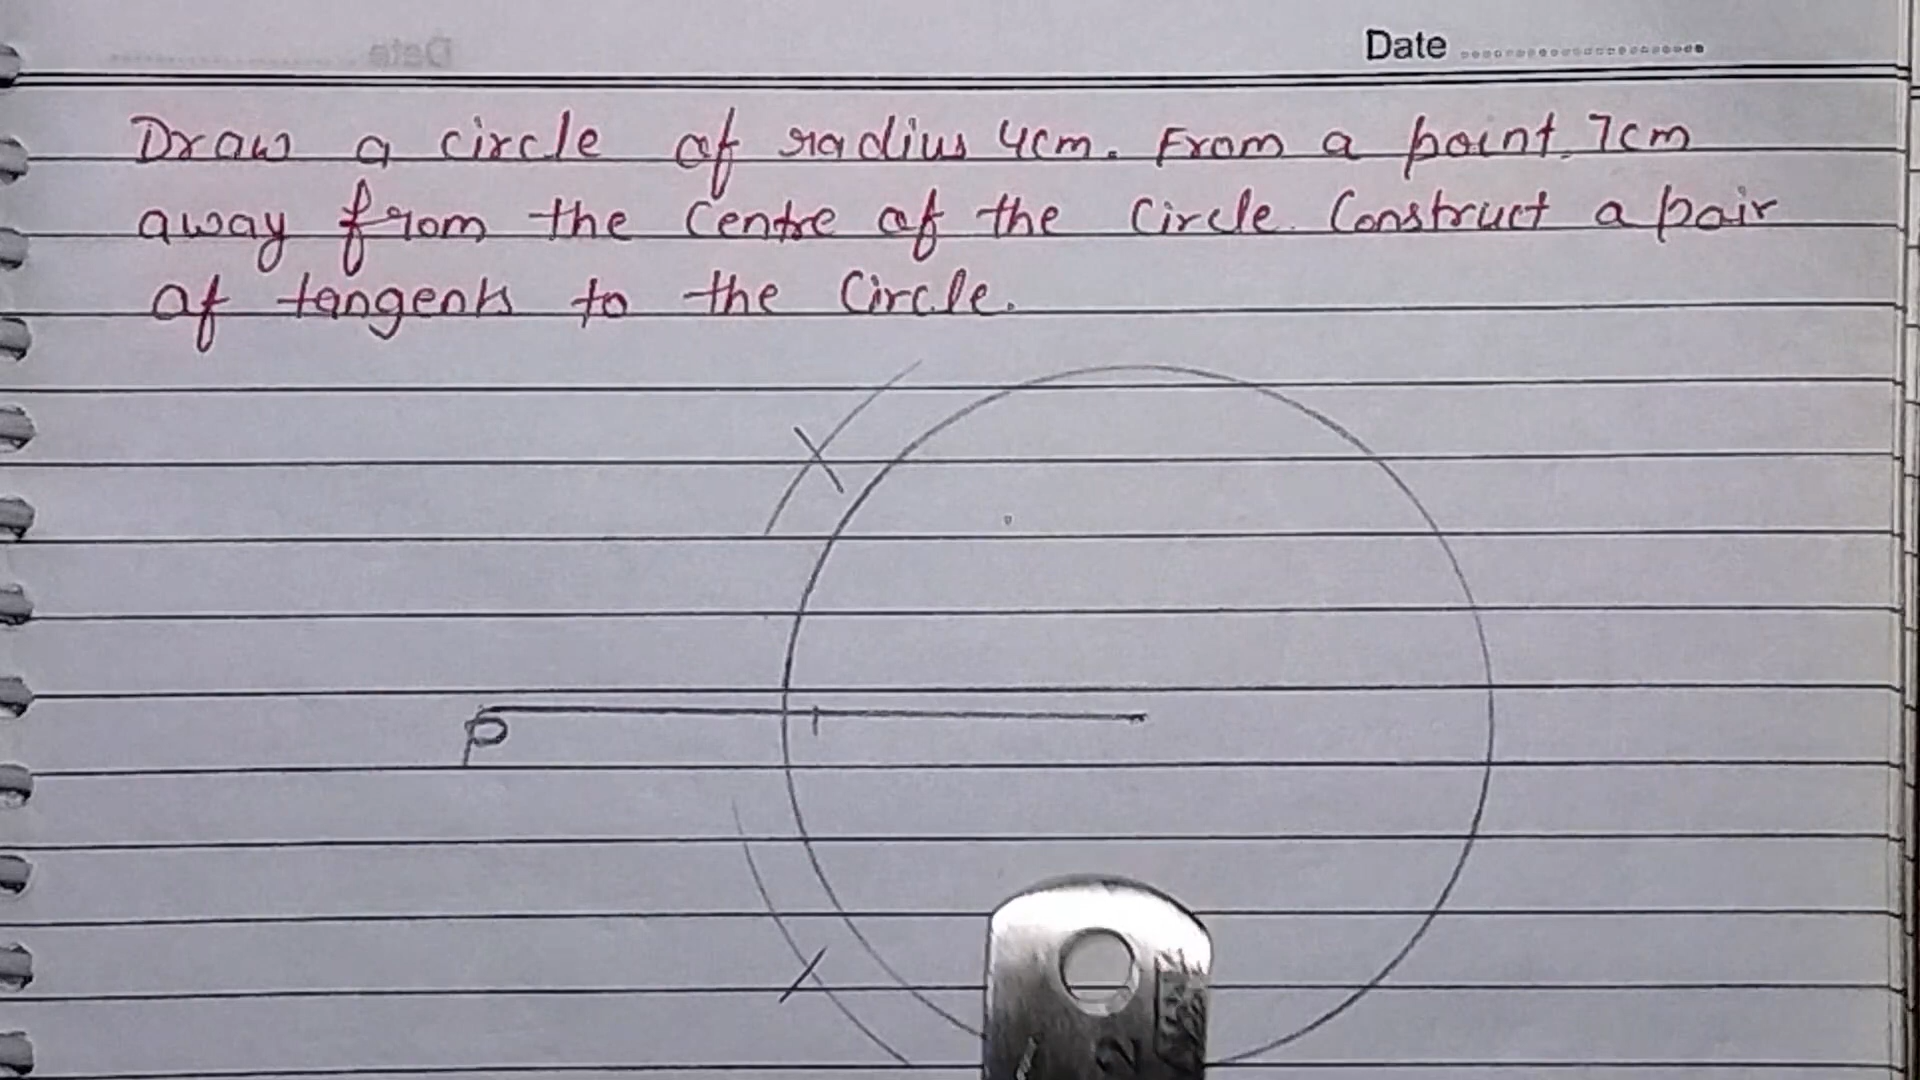 Date
Draw a circle of radius 4cm. From a point 7cm
away from the Centre of the Circle. Construct a pair
of tangents to the Circle.
P
2